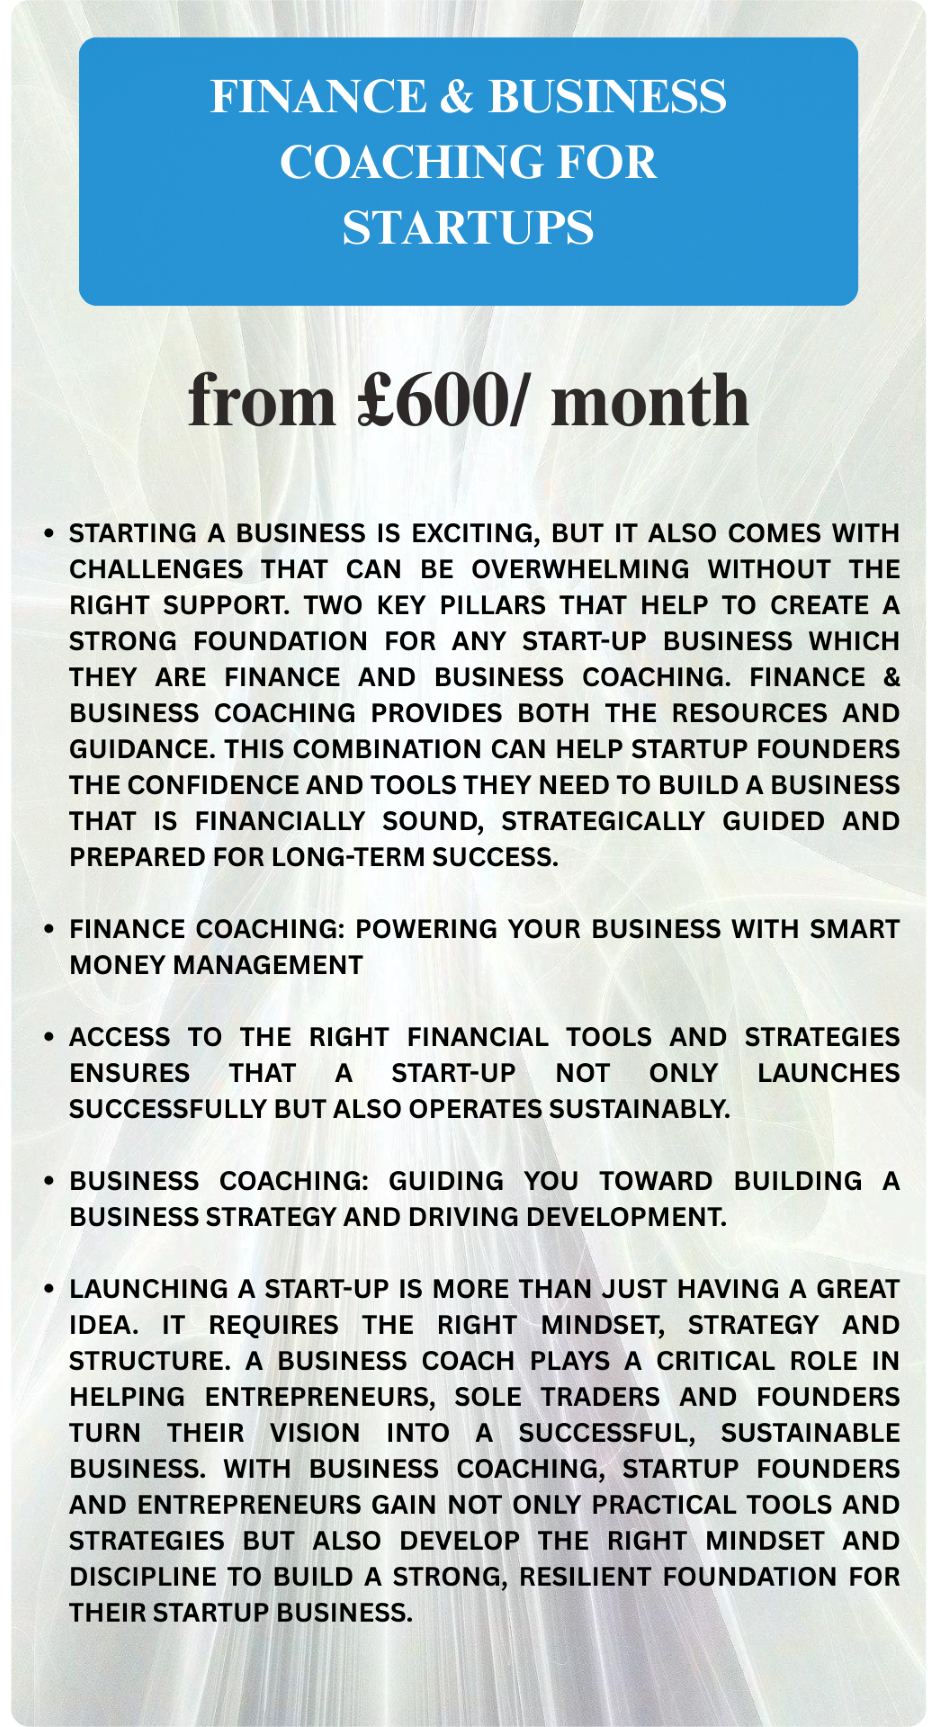 FINANCE & BUSINESS
COACHING FOR
STARTUPS
from £600/ month
• STARTING A BUSINESS IS EXCITING, BUT IT ALSO COMES WITH
CHALLENGES THAT CAN BE OVERWHELMING WITHOUT THE
RIGHT SUPPORT. TWO KEY PILLARS THAT HELP TO CREATE A
STRONG FOUNDATION FOR ANY START-UP BUSINESS WHICH
THEY ARE FINANCE AND BUSINESS COACHING. FINANCE &
BUSINESS COACHING PROVIDES BOTH THE RESOURCES AND
GUIDANCE. THIS COMBINATION CAN HELP STARTUP FOUNDERS
THE CONFIDENCE AND TOOLS THEY NEED TO BUILD A BUSINESS
THAT IS FINANCIALLY SOUND, STRATEGICALLY GUIDED AND
PREPARED FOR LONG-TERM SUCCESS.
• FINANCE COACHING: POWERING YOUR BUSINESS WITH SMART
MONEY MANAGEMENT
• ACCESS TO THE RIGHT FINANCIAL TOOLS AND STRATEGIES
ENSURES THAT A START-UP NOT ONLY LAUNCHES
SUCCESSFULLY BUT ALSO OPERATES SUSTAINABLY.
• BUSINESS COACHING: GUIDING YOU TOWARD BUILDING A
BUSINESS STRATEGY AND DRIVING DEVELOPMENT.
• LAUNCHING A START-UP IS MORE THAN JUST HAVING A GREAT
IDEA. IT REQUIRES THE RIGHT MINDSET, STRATEGY AND
STRUCTURE. A BUSINESS COACH PLAYS A CRITICAL ROLE IN
HELPING ENTREPRENEURS, SOLE TRADERS AND FOUNDERS
TURN THEIR VISION INTO A SUCCESSFUL, SUSTAINABLE
BUSINESS. WITH BUSINESS COACHING, STARTUP FOUNDERS
AND ENTREPRENEURS GAIN NOT ONLY PRACTICAL TOOLS AND
STRATEGIES BUT ALSO DEVELOP THE RIGHT MINDSET AND
DISCIPLINE TO BUILD A STRONG, RESILIENT FOUNDATION FOR
THEIR STARTUP BUSINESS.